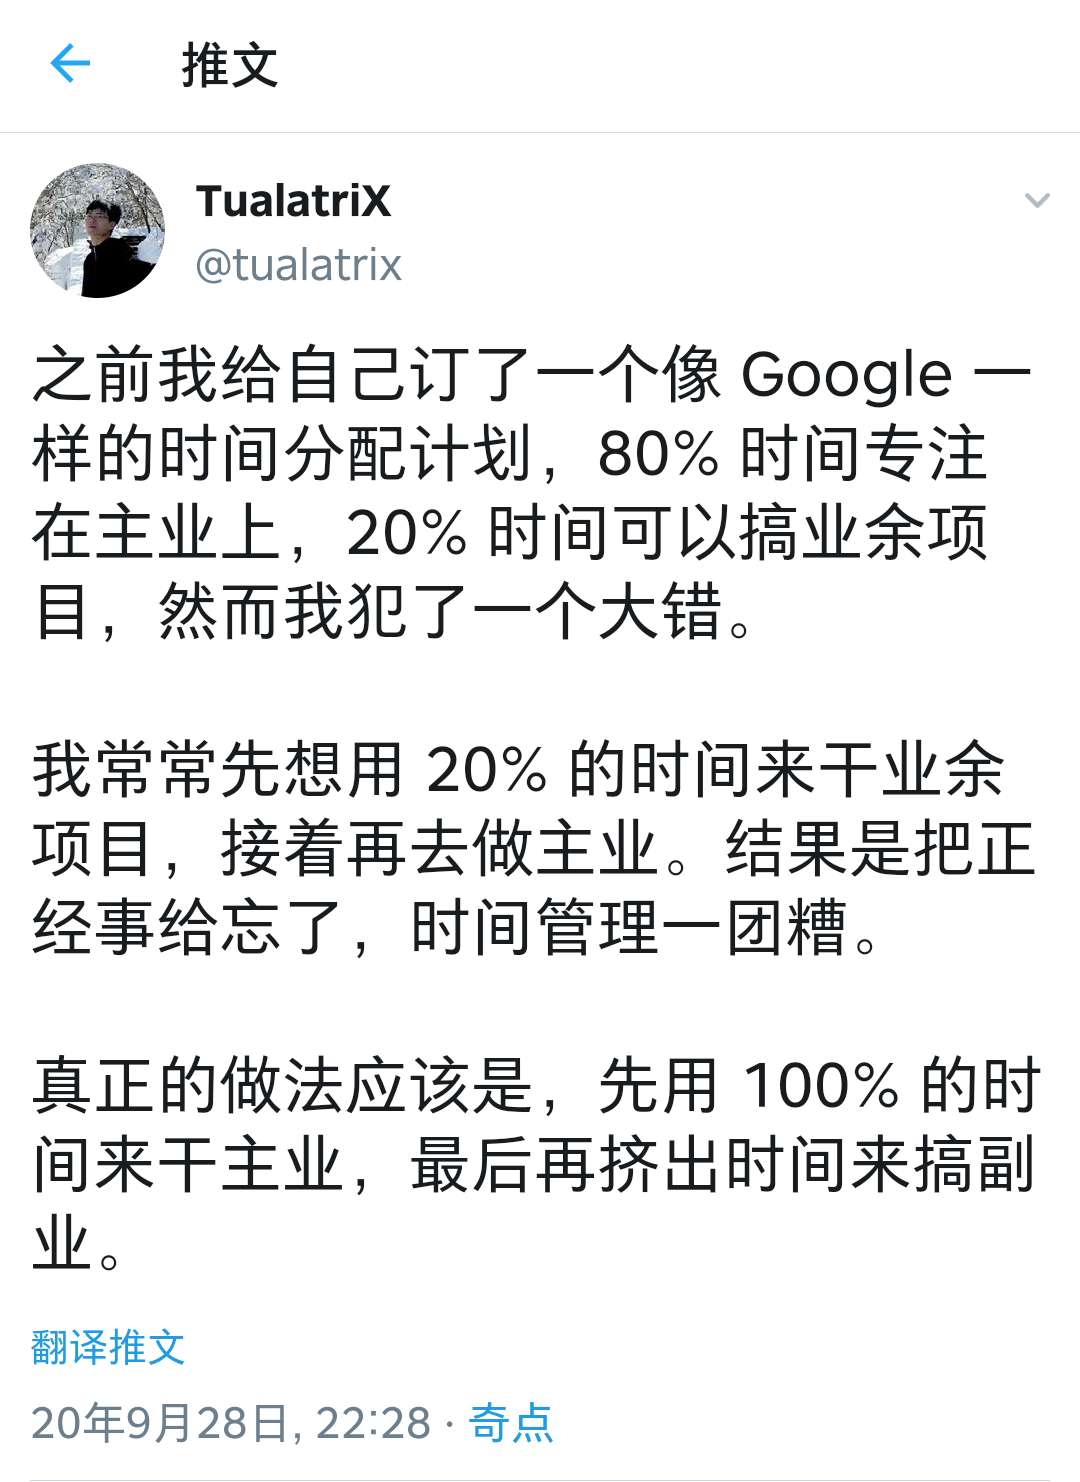 推文
TualatriX
@tualatrix
之前我给自己订了一个像 Google 一
样的时间分配计划，80% 时间专注
在主业上，20% 时间可以搞业余项
目，然而我犯了一个大错。
我常常先想用 20% 的时间来干业余
项目，接着再去做主业。结果是把正
经事给忘了，时间管理一团糟。
真正的做法应该是，先用 100% 的时
间来干主业，最后再挤出时间来搞副
业。
翻译推文
20年9月28日, 22:28 · 奇点